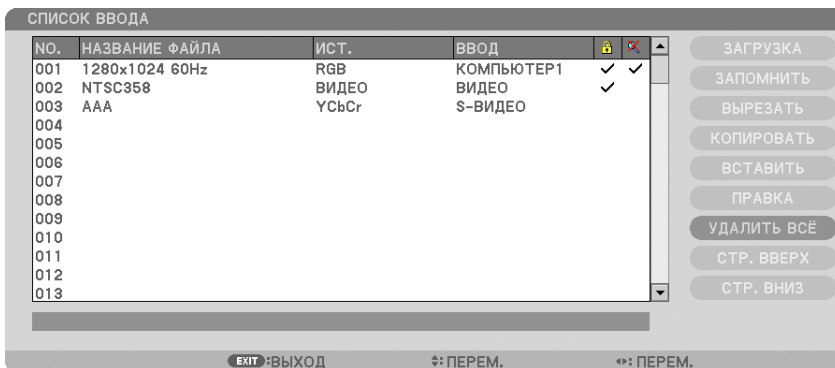 СПИСОК ВВОДА
NO. НАЗВАНИЕ ФАЙЛА ИСТ. ВВОД
001 1280x1024 60Hz RGB КОМПЬЮТЕР1
002 NTSC358 ВИДЕО ВИДЕО
003 AAA YCbCr S-ВИДЕО
004
005
006
007
008
009
010
011
012
013
ЗАГРУЗКА
ЗАПОМНИТЬ
ВЫРЕЗАТЬ
КОПИРОВАТЬ
ВСТАВИТЬ
ПРАВКА
УДАЛИТЬ ВСЁ
СТР. ВВЕРХ
СТР. ВНИЗ
EXIT :ВЫХОД :ПЕРЕМ. :ПЕРЕМ.